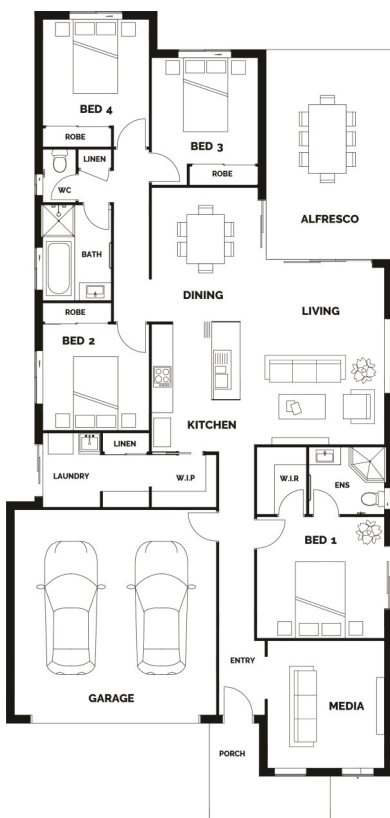 BED 4
ROBE
LINEN
BED 3
ROBE
WC
BATH
ALFRESCO
DINING
LIVING
ROBE
BED 2
KITCHEN
LINEN
LAUNDRY
W.I.P
W.I.R
ENS
BED 1
ENTRY
GARAGE
MEDIA
PORCH